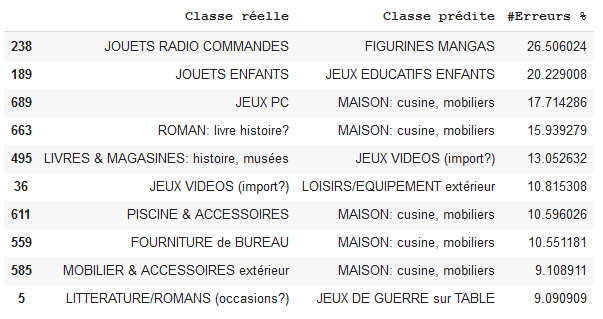 Classe réelle Classe prédite #Erreurs %
238 JOUETS RADIO COMMANDES FIGURINES MANGAS 26.506024
189 JOUETS ENFANTS JEUX EDUCATIFS ENFANTS 20.229008
689 JEUX PC MAISON: cusine, mobiliers 17.714286
663 ROMAN: livre histoire? MAISON: cusine, mobiliers 15.939279
495 LIVRES & MAGASINES: histoire, musées JEUX VIDEOS (import?) 13.052632
36 JEUX VIDEOS (import?) LOISIRS/EQUIPEMENT extérieur 10.815308
611 PISCINE & ACCESSOIRES MAISON: cusine, mobiliers 10.596026
559 FOURNITURE de BUREAU MAISON: cusine, mobiliers 10.551181
585 MOBILIER & ACCESSOIRES extérieur MAISON: cusine, mobiliers 9.108911
5 LITTERATURE/ROMANS (occasions?) JEUX DE GUERRE sur TABLE 9.090909